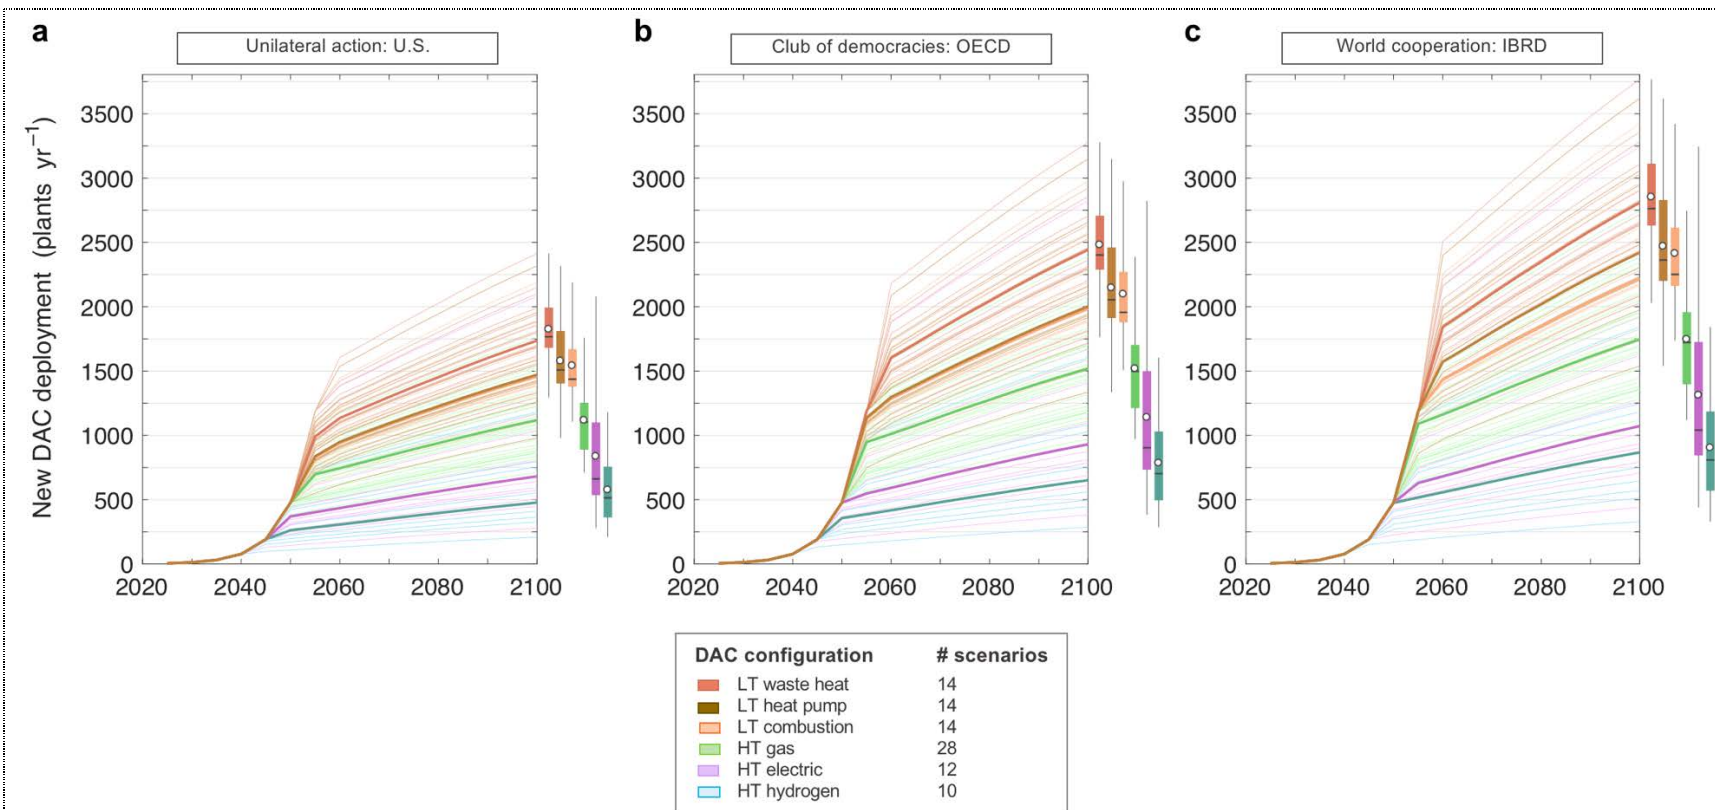 a
Unilateral action: U.S.
b
Club of democracies: OECD
c
World cooperation: IBRD
New DAC deployment (plants yr⁻¹)
3500
3000
2500
2000
1500
1000
500
0
2020 2040 2060 2080 2100
3500
3000
2500
2000
1500
1000
500
0
2020 2040 2060 2080 2100
3500
3000
2500
2000
1500
1000
500
0
2020 2040 2060 2080 2100
DAC configuration # scenarios
LT waste heat 14
LT heat pump 14
LT combustion 14
HT gas 28
HT electric 12
HT hydrogen 10